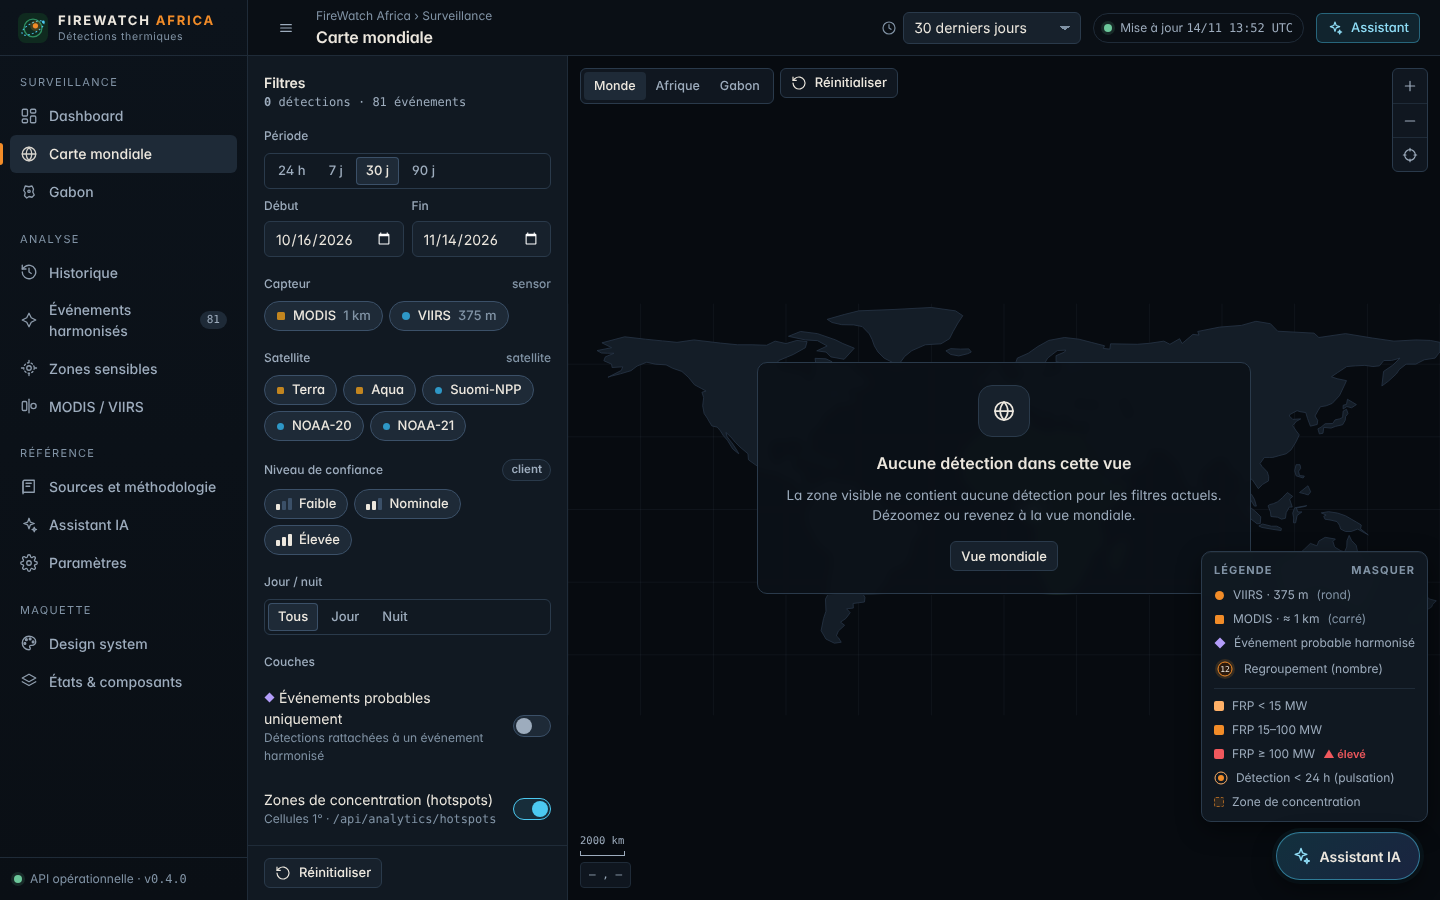 FIREWATCH AFRICA
Détections thermiques
SURVEILLANCE
Dashboard
Carte mondiale
Gabon
ANALYSE
Historique
Événements
harmonisés
81
Zones sensibles
MODIS / VIIRS
RÉFÉRENCE
Sources et méthodologie
Assistant IA
Paramètres
MAQUETTE
Design system
États & composants
API opérationnelle · v0.4.0
FireWatch Africa › Surveillance
Carte mondiale
30 derniers jours
Mise à jour 14/11 13:52 UTC
Assistant
Filtres
0 détections · 81 événements
Période
24 h 7 j 30 j 90 j
Début Fin
10/16/2026 11/14/2026
Capteur sensor
MODIS 1 km VIIRS 375 m
Satellite satellite
Terra Aqua Suomi-NPP
NOAA-20 NOAA-21
Niveau de confiance client
Faible Nominale
Élevée
Jour / nuit
Tous Jour Nuit
Couches
Événements probables
uniquement
Détections rattachées à un événement
harmonisé
Zones de concentration (hotspots)
Cellules 1° · /api/analytics/hotspots
Réinitialiser
Monde Afrique Gabon Réinitialiser
Aucune détection dans cette vue
La zone visible ne contient aucune détection pour les filtres actuels.
Dézoomez ou revenez à la vue mondiale.
Vue mondiale
LÉGENDE MASQUER
VIIRS · 375 m (rond)
MODIS · ≈ 1 km (carré)
Événement probable harmonisé
12 Regroupement (nombre)
FRP < 15 MW
FRP 15–100 MW
FRP ≥ 100 MW ▲ élevé
Détection < 24 h (pulsation)
Zone de concentration
2000 km
— , —
Assistant IA